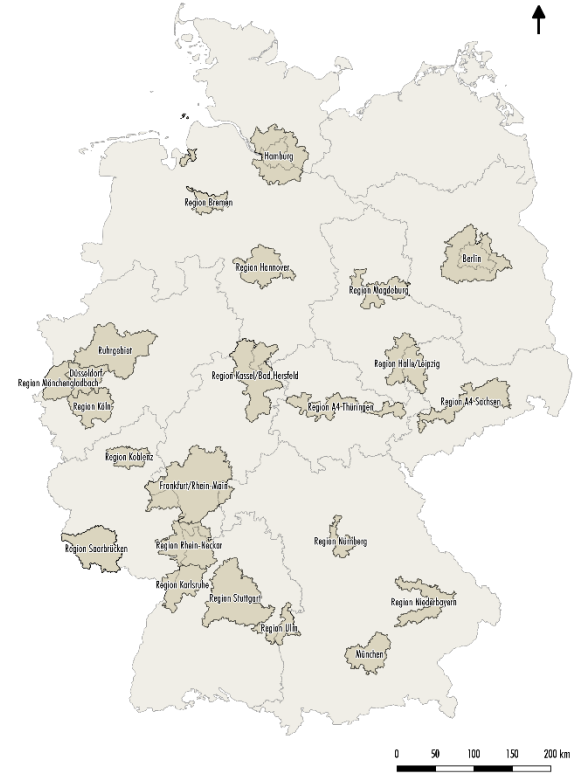 Hamburg
Region Bremen
Berlin
Region Hannover
Region Magdeburg
Ruhrgebiet
Düsseldorf
Region Mönchengladbach
Region Köln
Region Kassel/Bad Hersfeld
Region Halle/Leipzig
Region A4-Thüringen
Region A4-Sachsen
Region Koblenz
Frankfurt/Rhein-Main
Region Saarbrücken
Region Rhein-Neckar
Region Nürnberg
Region Karlsruhe
Region Stuttgart
Region Niederbayern
Region Ulm
München
0 50 100 150 200 km